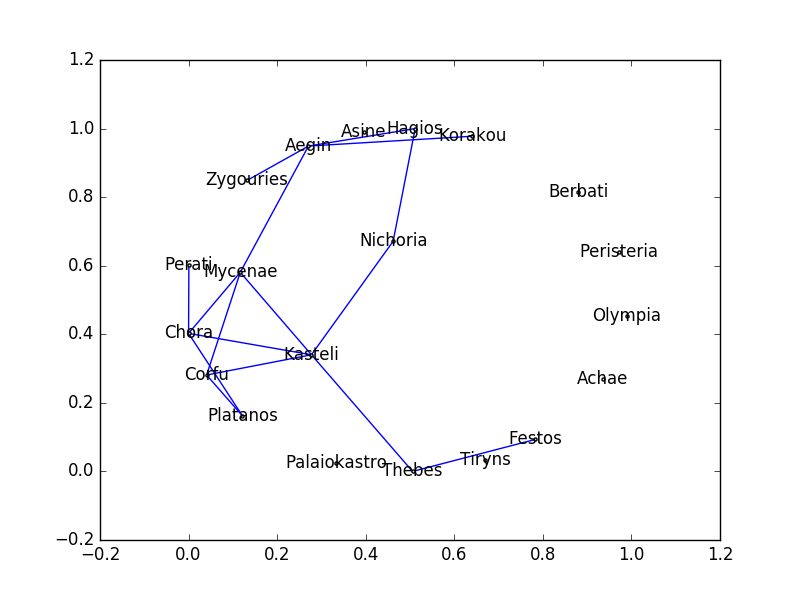 1.2
1.0
0.8
0.6
0.4
0.2
0.0
−0.2
Asine
Hagios
Korakou
Aegin
Zygouries
Berbati
Nichoria
Peristeria
Perati
Mycenae
Olympia
Chora
Kasteli
Corfu
Achae
Platanos
Festos
Palaiokastro
Thebes
Tiryns
−0.2
0.0
0.2
0.4
0.6
0.8
1.0
1.2